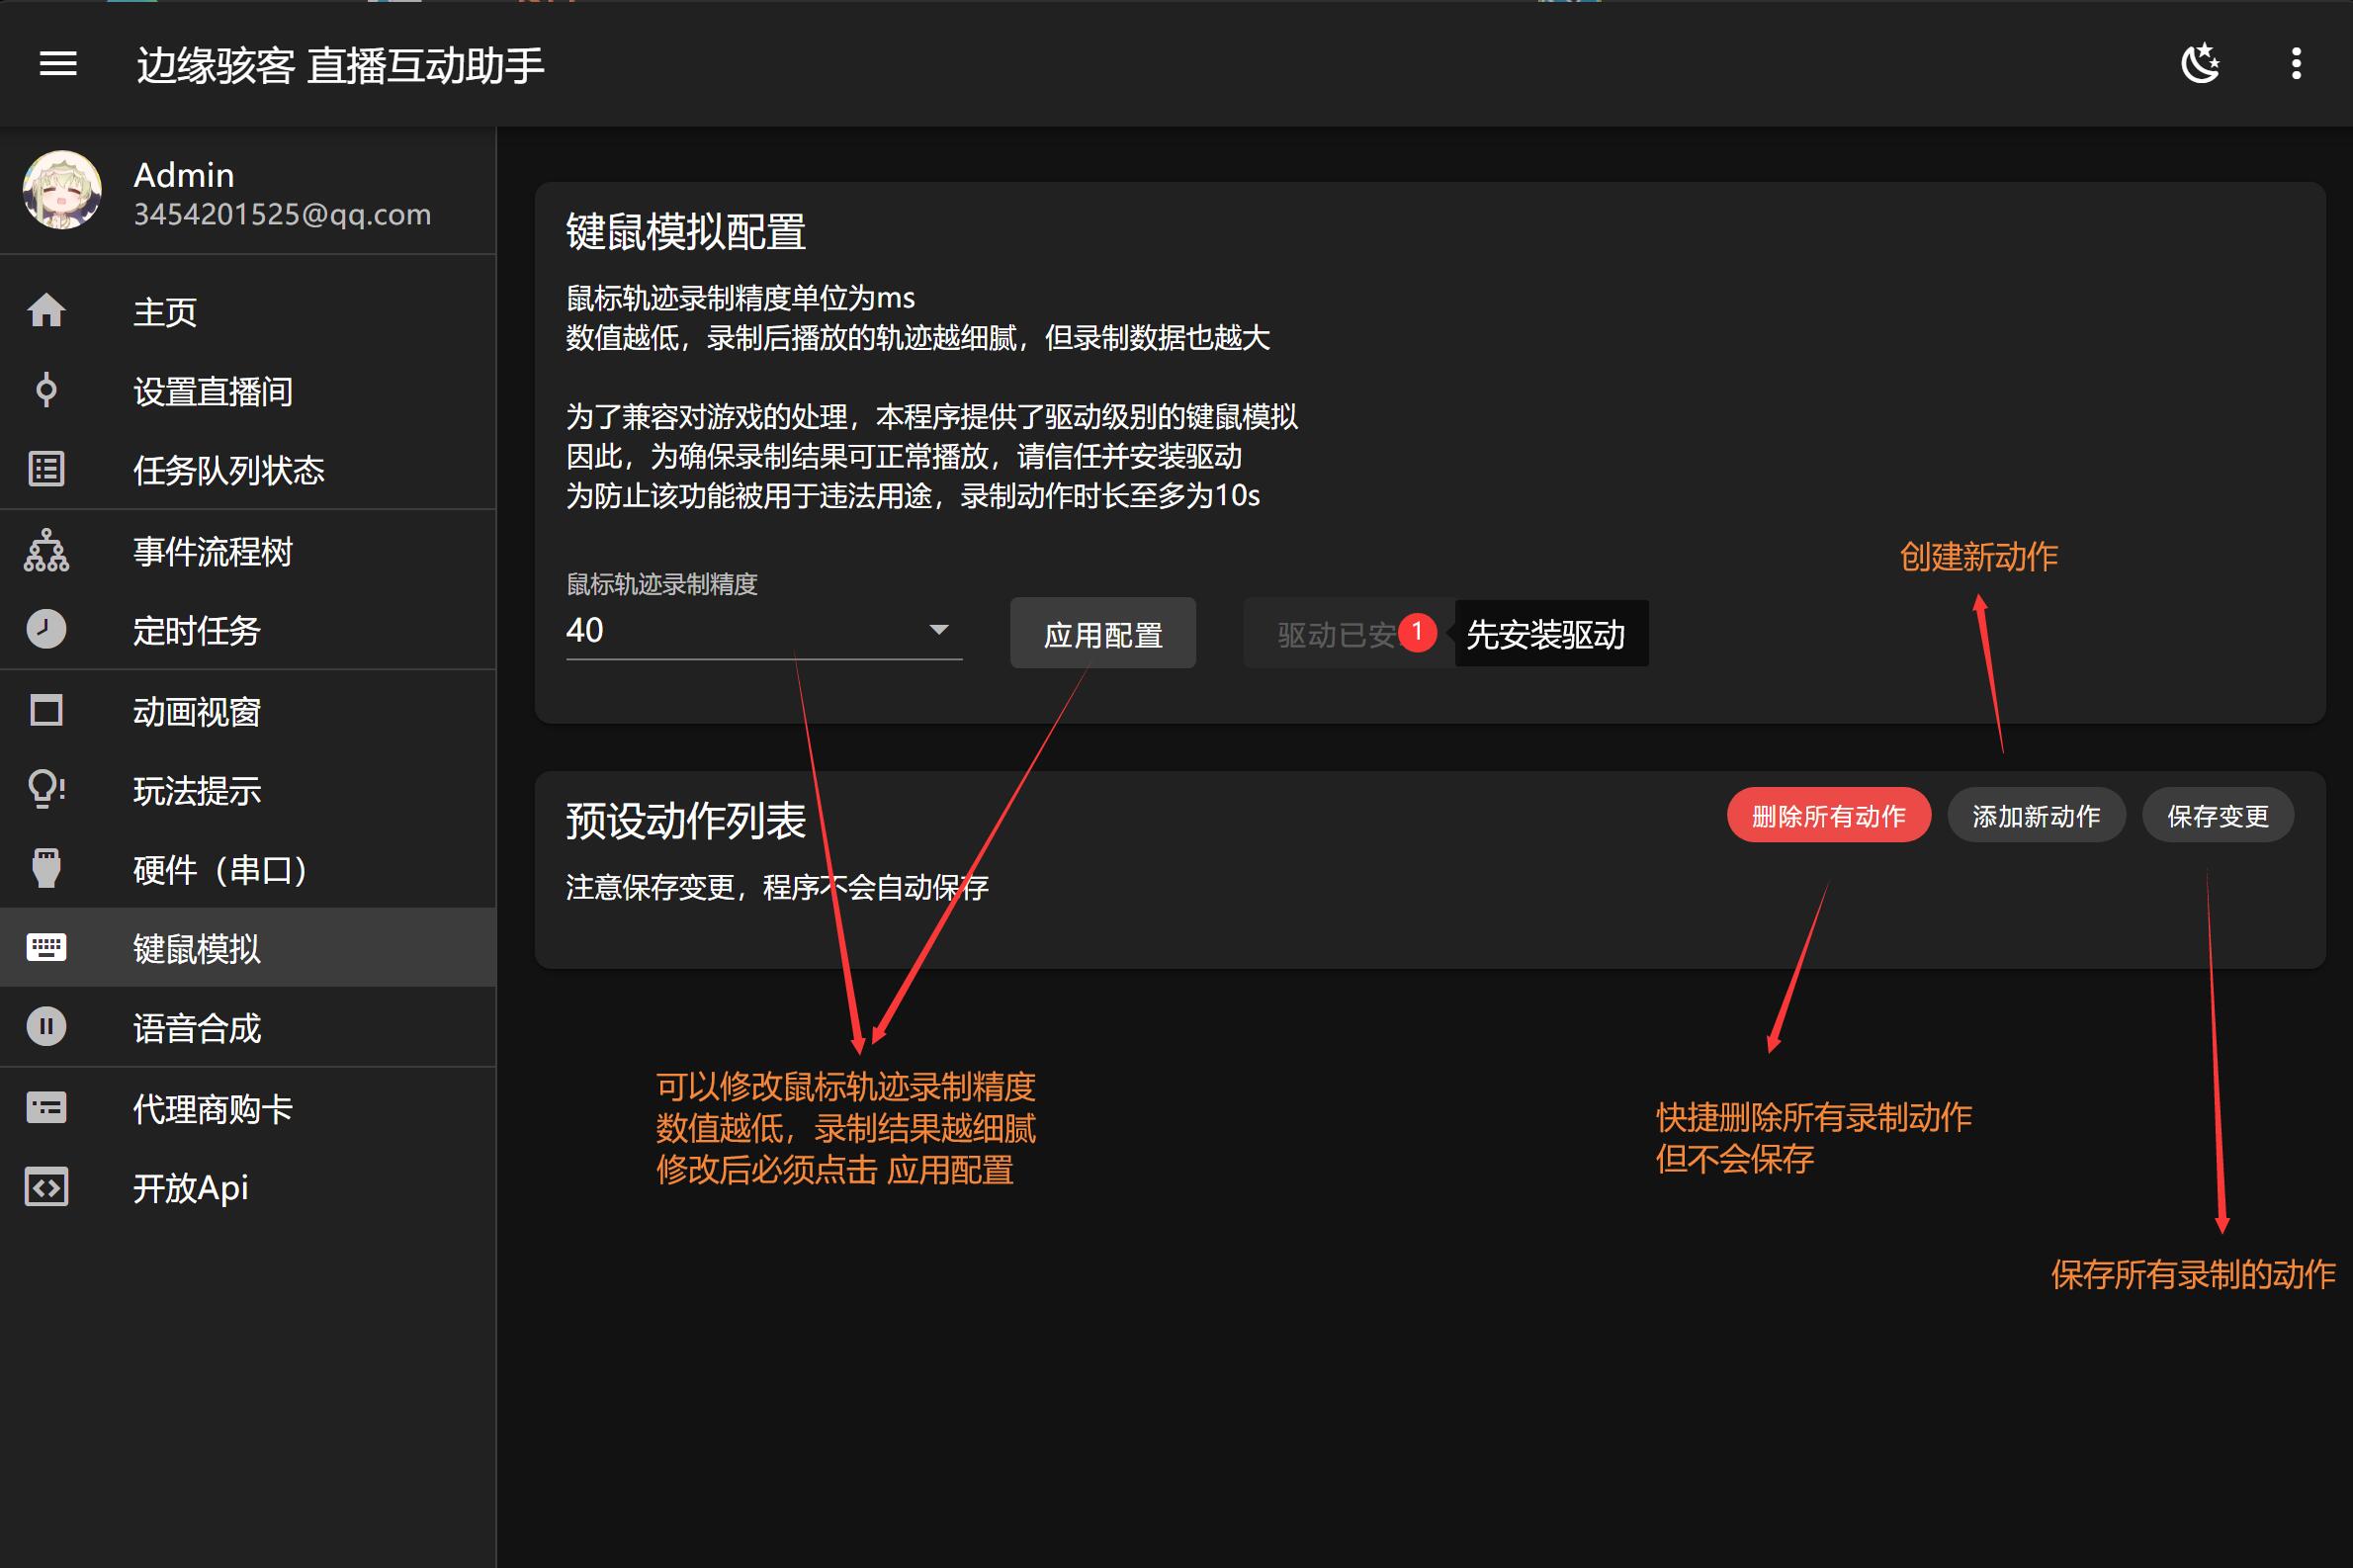 边缘骇客 直播互动助手
Admin
3454201525@qq.com
主页
设置直播间
任务队列状态
事件流程树
定时任务
动画视窗
玩法提示
硬件（串口）
键鼠模拟
语音合成
代理商购卡
开放Api
键鼠模拟配置
鼠标轨迹录制精度单位为ms
数值越低，录制后播放的轨迹越细腻，但录制数据也越大
为了兼容对游戏的处理，本程序提供了驱动级别的键鼠模拟
因此，为确保录制结果可正常播放，请信任并安装驱动
为防止该功能被用于违法用途，录制动作时长至多为10s
创建新动作
鼠标轨迹录制精度
40
应用配置
驱动已安
1
先安装驱动
预设动作列表
删除所有动作
添加新动作
保存变更
注意保存变更，程序不会自动保存
可以修改鼠标轨迹录制精度
数值越低，录制结果越细腻
修改后必须点击 应用配置
快捷删除所有录制动作
但不会保存
保存所有录制的动作